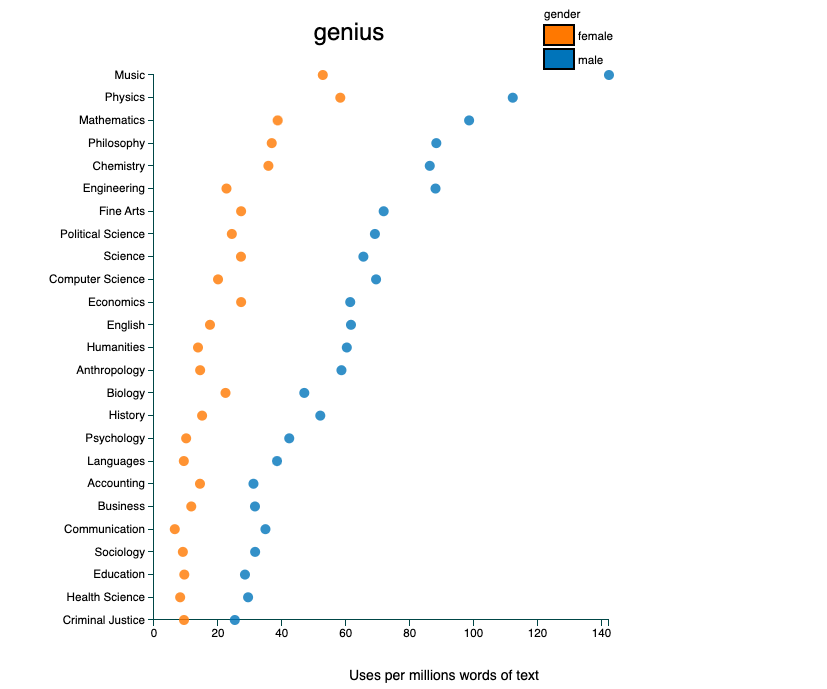 genius
gender
female
male
Music
Physics
Mathematics
Philosophy
Chemistry
Engineering
Fine Arts
Political Science
Science
Computer Science
Economics
English
Humanities
Anthropology
Biology
History
Psychology
Languages
Accounting
Business
Communication
Sociology
Education
Health Science
Criminal Justice
0 20 40 60 80 100 120 140
Uses per millions words of text